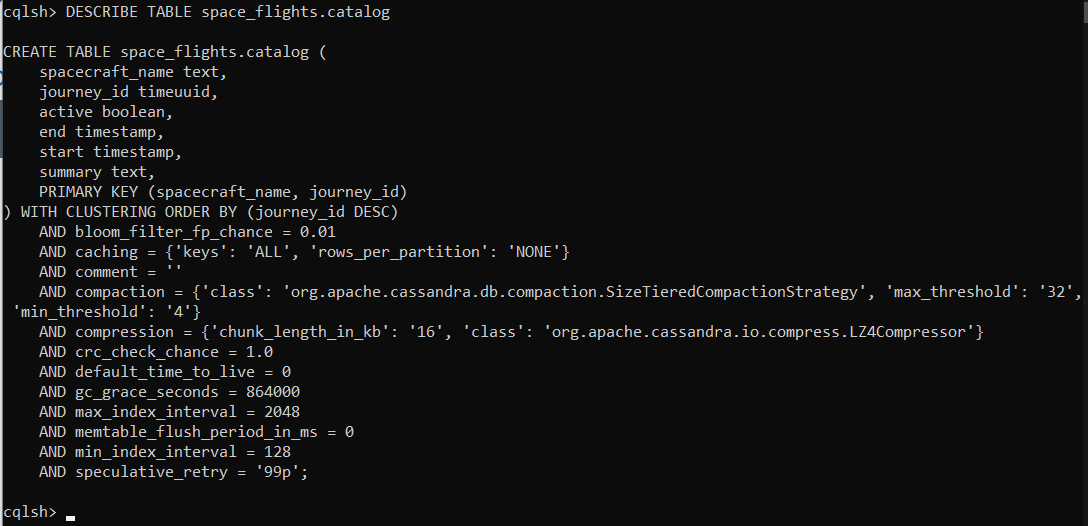 cqlsh> DESCRIBE TABLE space_flights.catalog
CREATE TABLE space_flights.catalog (
    spacecraft_name text,
    journey_id timeuuid,
    active boolean,
    end timestamp,
    start timestamp,
    summary text,
    PRIMARY KEY (spacecraft_name, journey_id)
) WITH CLUSTERING ORDER BY (journey_id DESC)
    AND bloom_filter_fp_chance = 0.01
    AND caching = {'keys': 'ALL', 'rows_per_partition': 'NONE'}
    AND comment = ''
    AND compaction = {'class': 'org.apache.cassandra.db.compaction.SizeTieredCompactionStrategy', 'max_threshold': '32',
 'min_threshold': '4'}
    AND compression = {'chunk_length_in_kb': '16', 'class': 'org.apache.cassandra.io.compress.LZ4Compressor'}
    AND crc_check_chance = 1.0
    AND default_time_to_live = 0
    AND gc_grace_seconds = 864000
    AND max_index_interval = 2048
    AND memtable_flush_period_in_ms = 0
    AND min_index_interval = 128
    AND speculative_retry = '99p';
cqlsh>